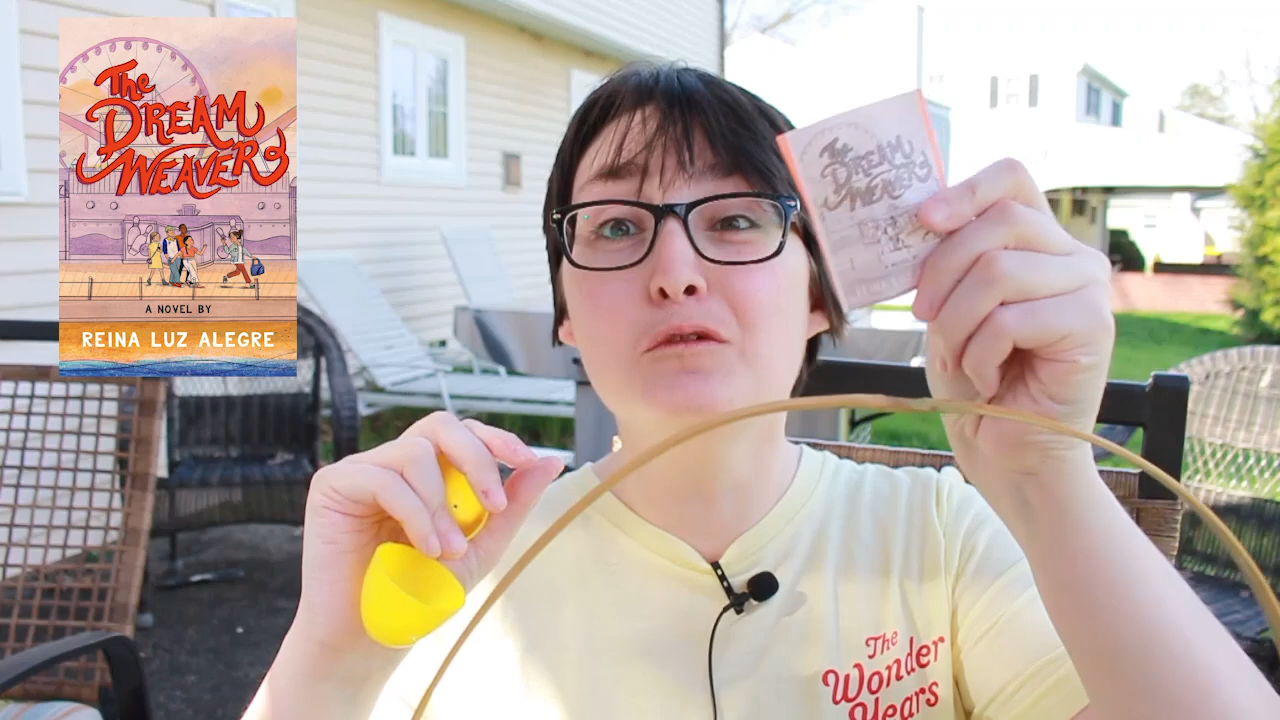 The
DREAM
WEAVER
A NOVEL BY
REINA LUZ ALEGRE
The
DREAM
WEAVER
The
Wonder
Years